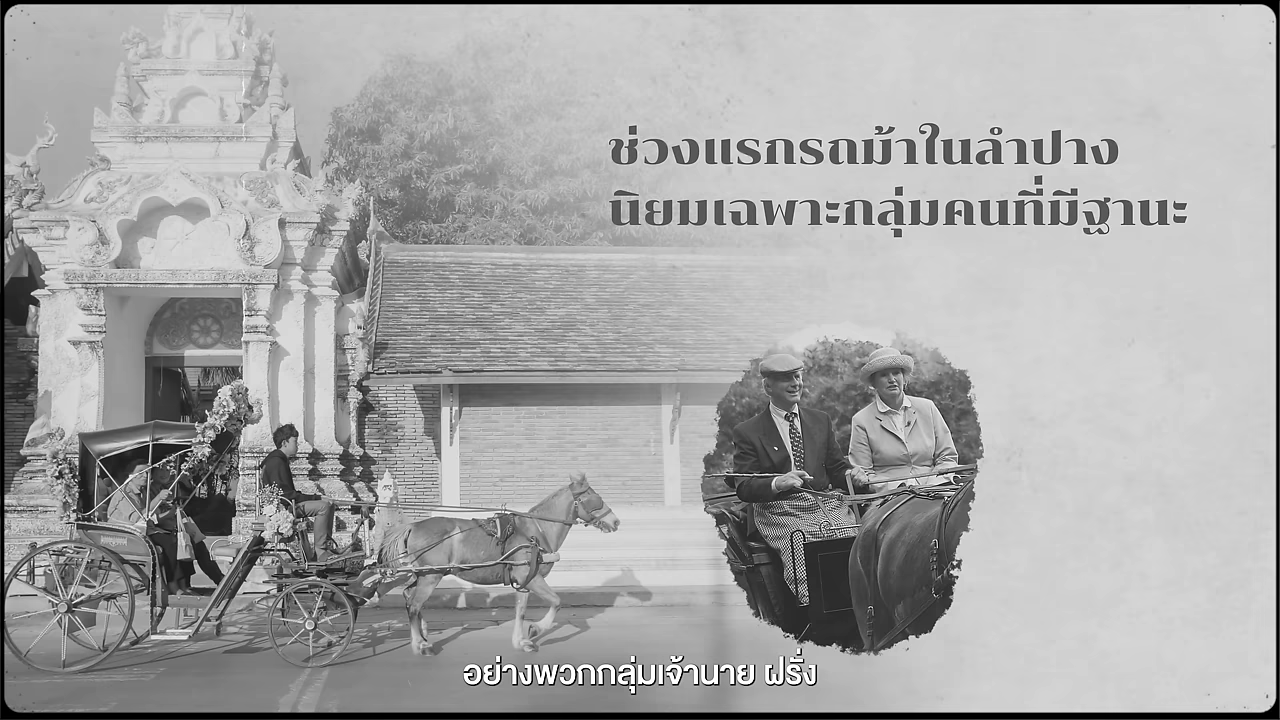 ช่วงแรกรถม้าในลำปาง
นิยมเฉพาะกลุ่มคนที่มีฐานะ
อย่างพวกกลุ่มเจ้านาย ฝรั่ง